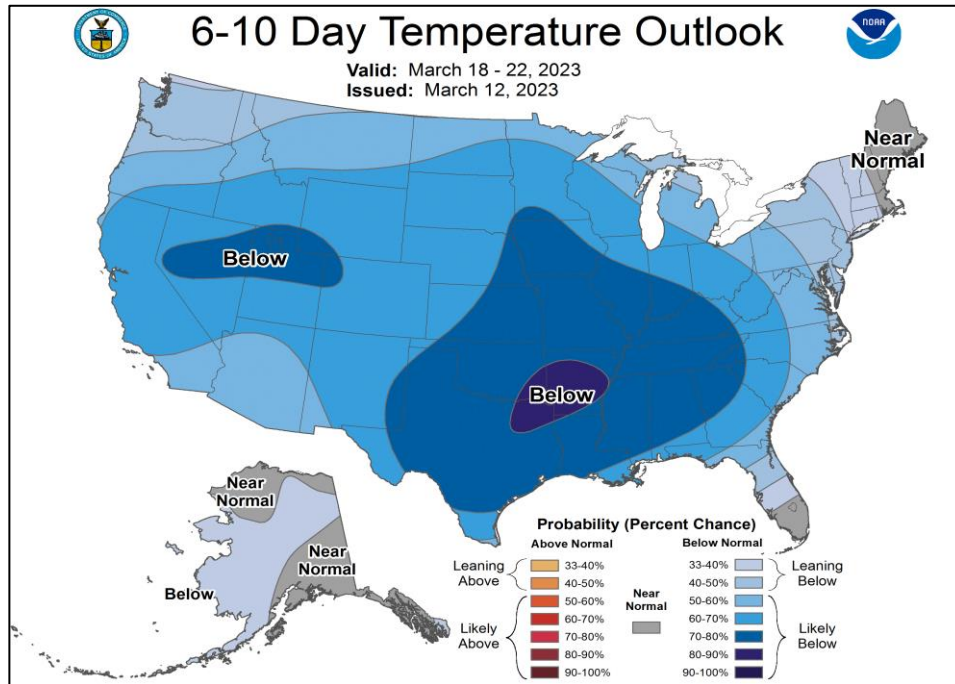 6-10 Day Temperature Outlook
NOAA
Valid: March 18 - 22, 2023
Issued: March 12, 2023
Near
Normal
Below
Below
Near
Normal
Near
Normal
Below
Probability (Percent Chance)
Above Normal
Below Normal
Leaning
Above
33-40%
40-50%
Likely
Above
50-60%
60-70%
70-80%
80-90%
90-100%
Near
Normal
33-40%
40-50%
Leaning
Below
50-60%
60-70%
70-80%
80-90%
90-100%
Likely
Below